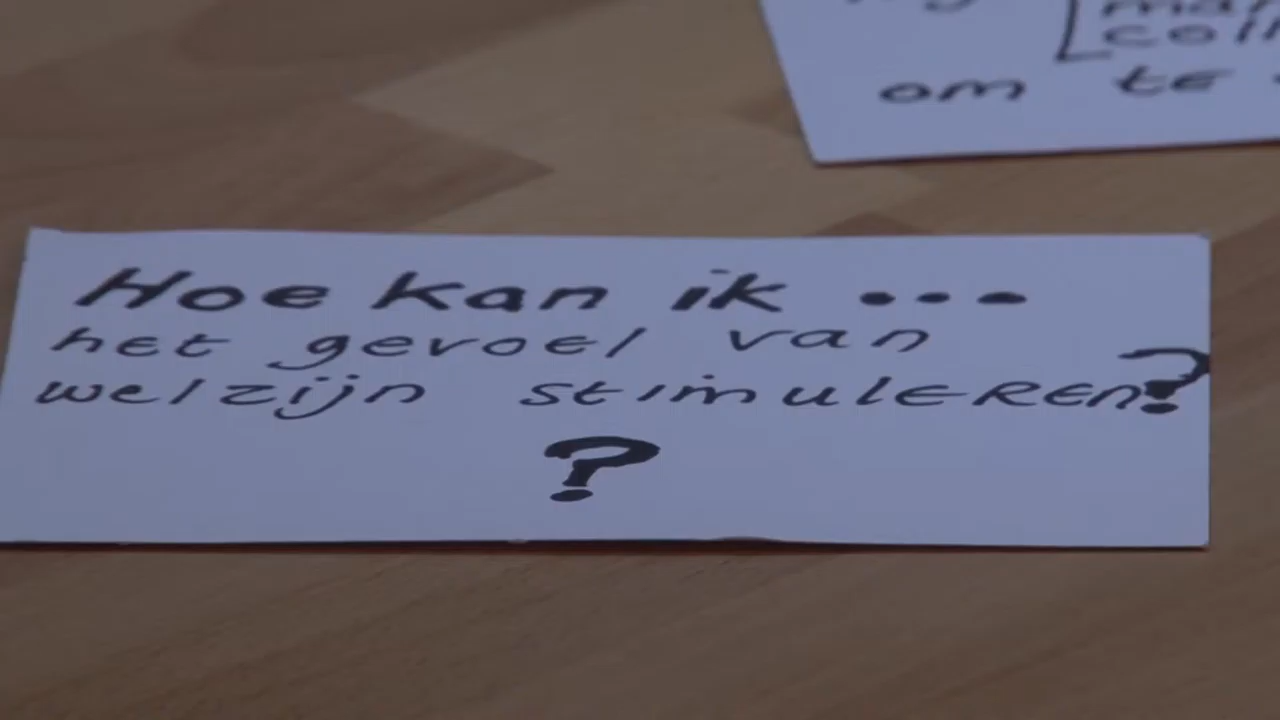 om te
Hoe kan ik ...
het gevoel van
welzijn stimuleren?
?